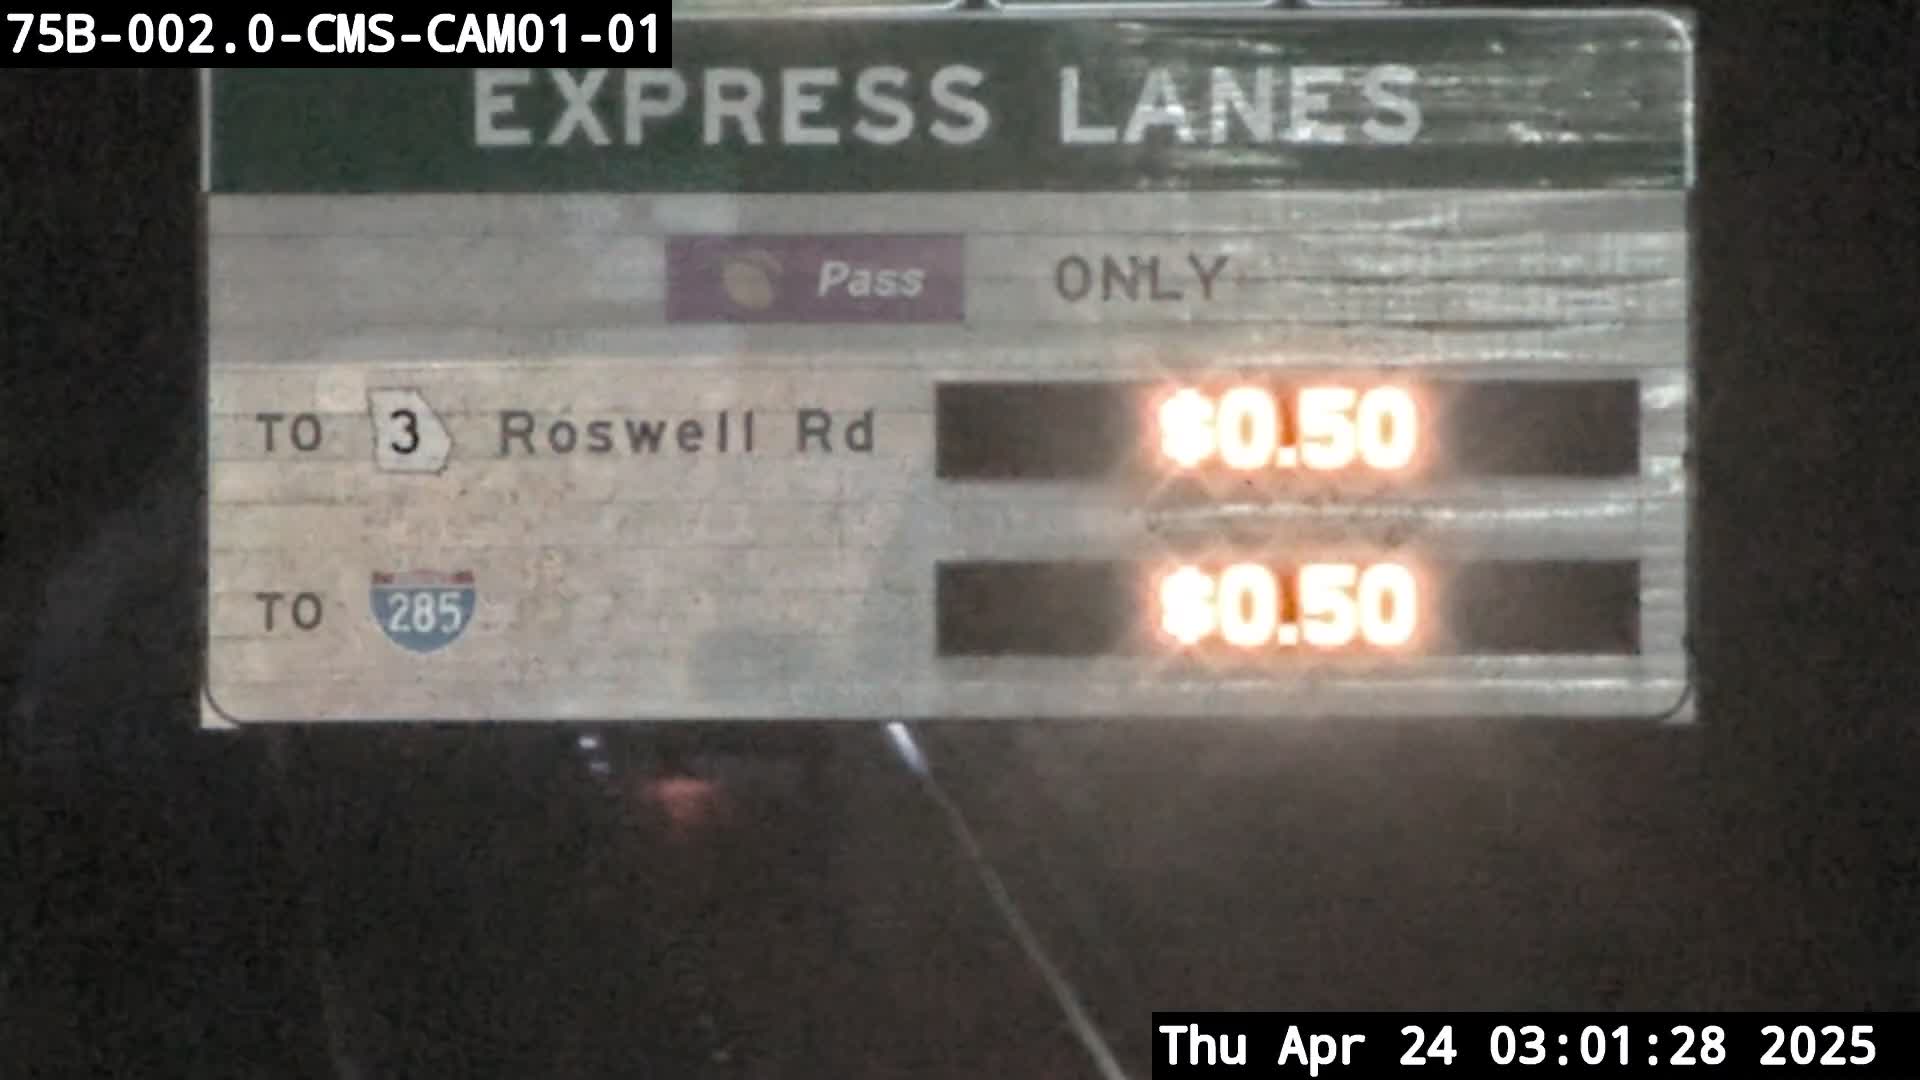 75B-002.0-CMS-CAM01-01
EXPRESS LANES
Pass ONLY
TO 3 Roswell Rd $0.50
TO 285 $0.50
Thu Apr 24 03:01:28 2025